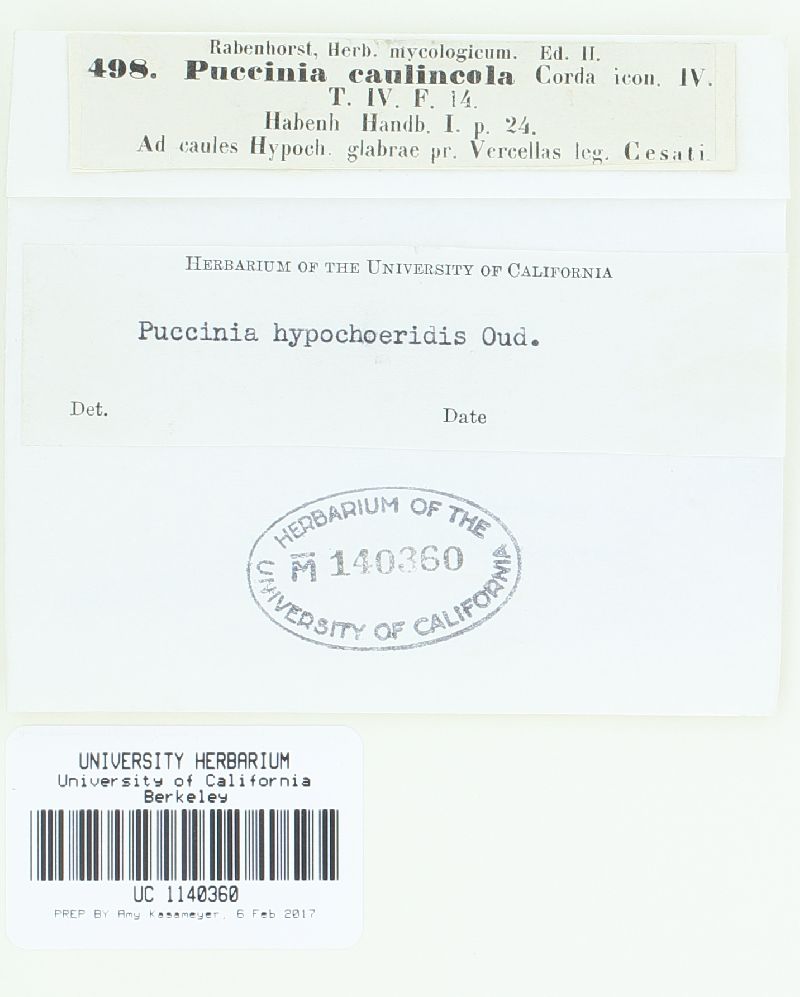 Rabenhorst, Herb. mycologicum. Ed. II.
498. Puccinia caulincola Corda icon. IV.
T. IV. F. 14.
Habenh Handb. I. p. 24.
Ad caules Hypoch. glabrae pr. Vercellas leg. Cesati.
HERBARIUM OF THE UNIVERSITY OF CALIFORNIA
Puccinia hypochoeridis Oud.
Det. Date
HERBARIUM OF THE
M̅ 140360
UNIVERSITY OF CALIFORNIA
UNIVERSITY HERBARIUM
University of California
Berkeley
UC 1140360
PREP BY Amy Kasameyer, 6 Feb 2017